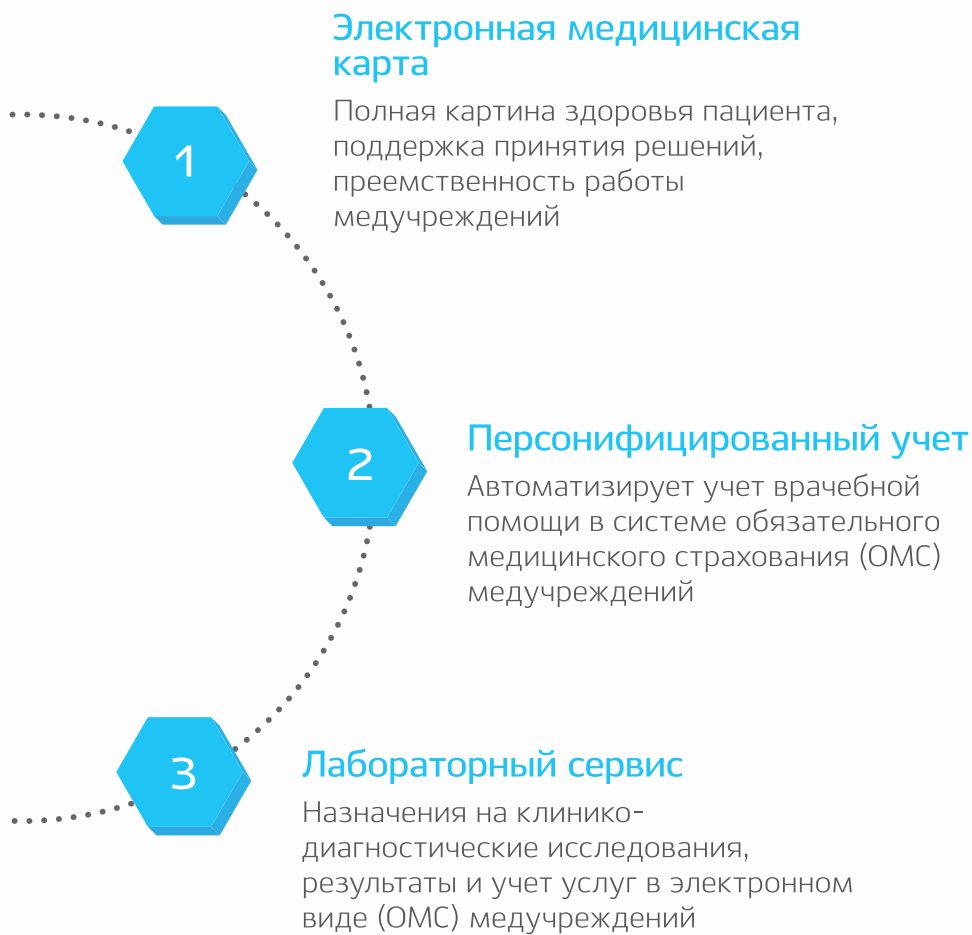 Электронная медицинская
карта
Полная картина здоровья пациента,
поддержка принятия решений,
преемственность работы
медучреждений
1
2
Персонифицированный учет
Автоматизирует учет врачебной
помощи в системе обязательного
медицинского страхования (ОМС)
медучреждений
3
Лабораторный сервис
Назначения на клинико-
диагностические исследования,
результаты и учет услуг в электронном
виде (ОМС) медучреждений